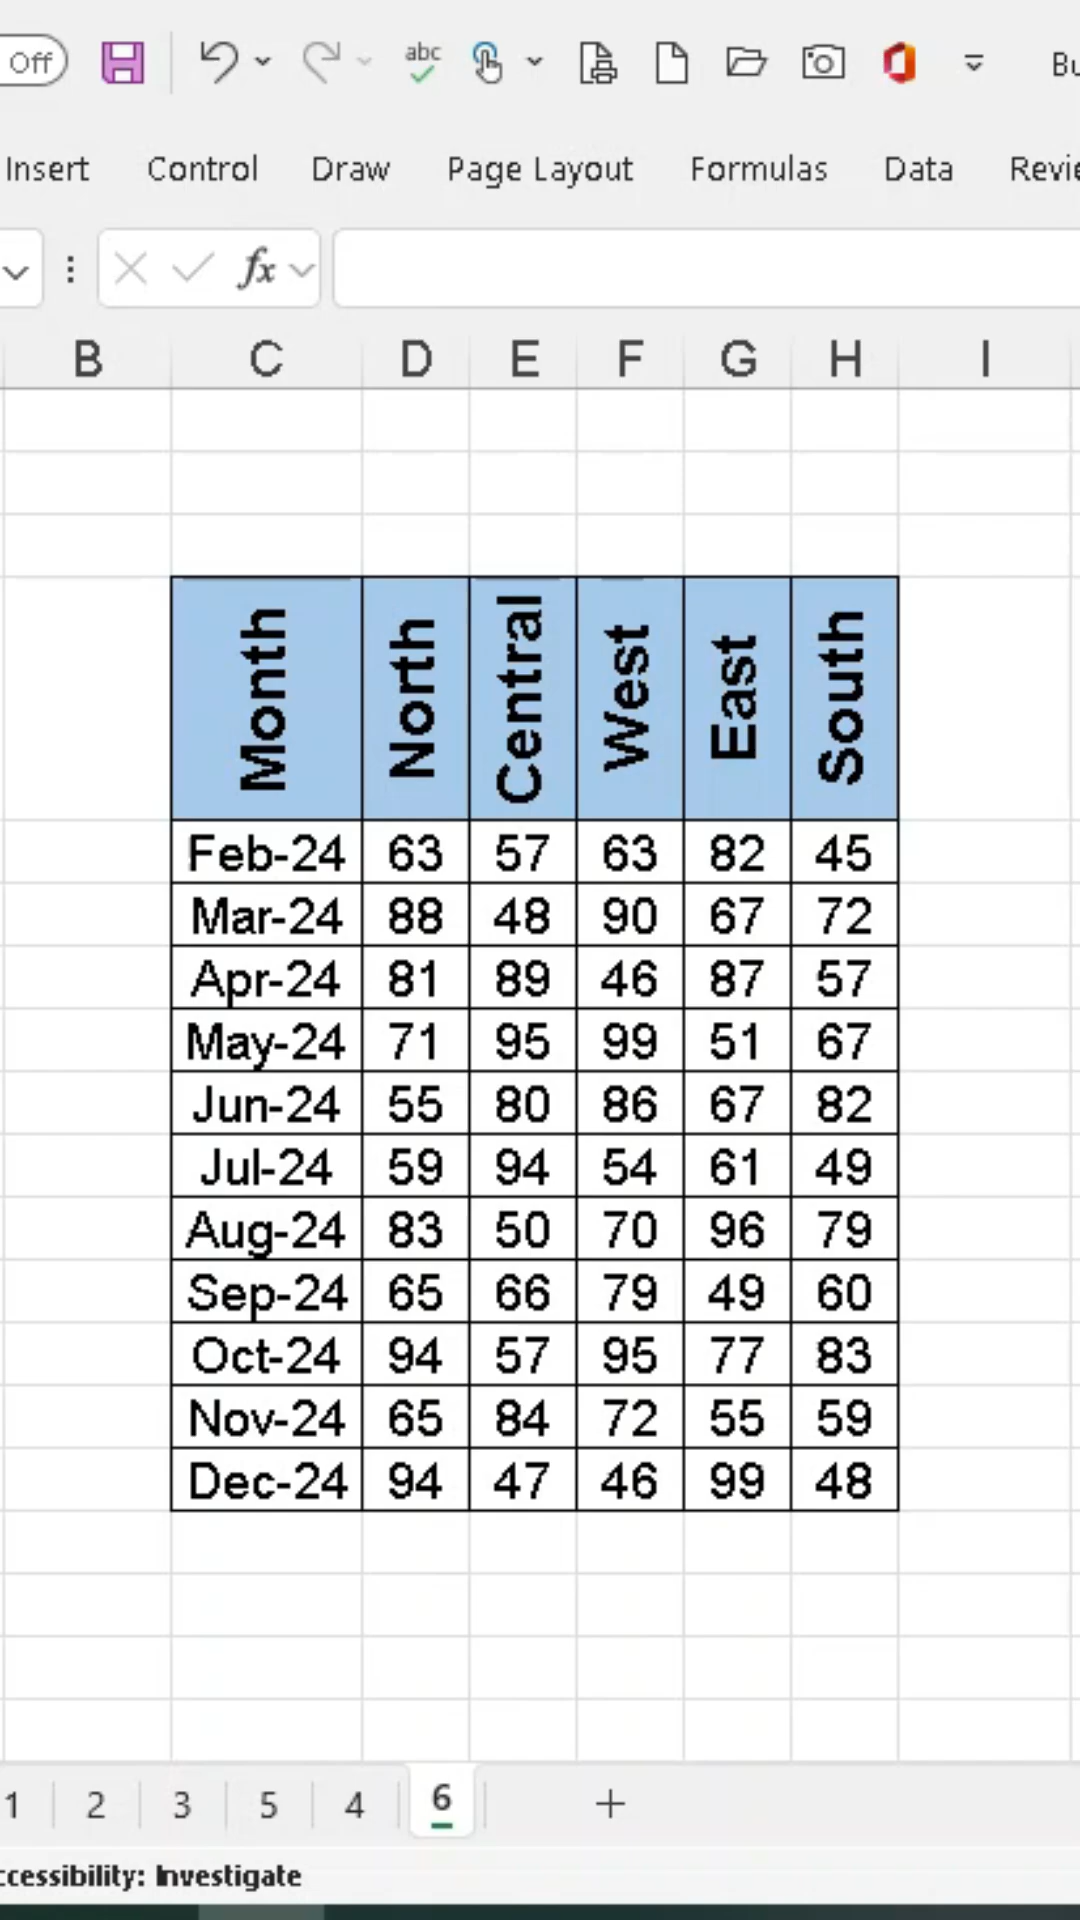 Off abc Bu
Insert Control Draw Page Layout Formulas Data Revie
fx
B C D E F G H I
Month North Central West East South
Feb-24 63 57 63 82 45
Mar-24 88 48 90 67 72
Apr-24 81 89 46 87 57
May-24 71 95 99 51 67
Jun-24 55 80 86 67 82
Jul-24 59 94 54 61 49
Aug-24 83 50 70 96 79
Sep-24 65 66 79 49 60
Oct-24 94 57 95 77 83
Nov-24 65 84 72 55 59
Dec-24 94 47 46 99 48
1 2 3 5 4 6 +
ccessibility: Investigate